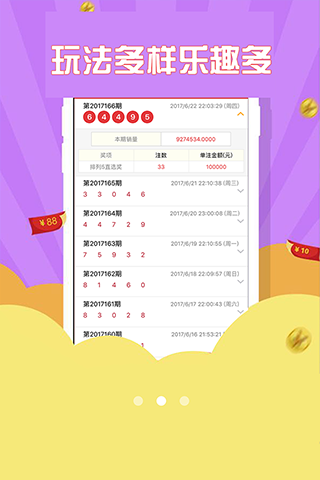 玩法多样乐趣多
第2017166期 2017/6/22 22:03:29 (周四)
6 4 4 9 5
本期销量 9274534.0000
奖项 注数 单注金额(元)
排列5直选奖 33 100000
第2017165期 2017/6/21 22:10:38 (周三)
3 3 0 4 6
第2017164期 2017/6/20 23:00:08 (周二)
4 4 7 2 9
¥ 88
第2017163期 2017/6/19 22:10:55 (周一)
7 5 9 3 2
¥ 10
第2017162期 2017/6/18 22:09:57 (周日)
8 1 4 6 0
第2017161期 2017/6/17 22:00:43 (周六)
8 3 0 2 8
第2017160期 2017/6/16 21:53:21
1